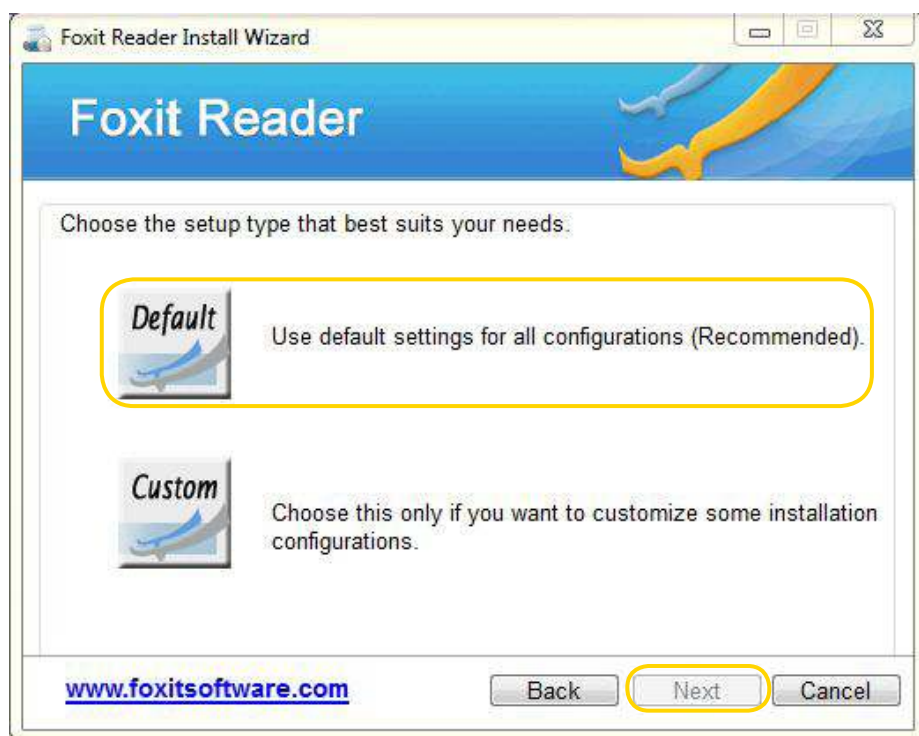 Foxit Reader Install Wizard
Foxit Reader
Choose the setup type that best suits your needs.
Default
Use default settings for all configurations (Recommended).
Custom
Choose this only if you want to customize some installation
configurations.
www.foxitsoftware.com
Back
Next
Cancel